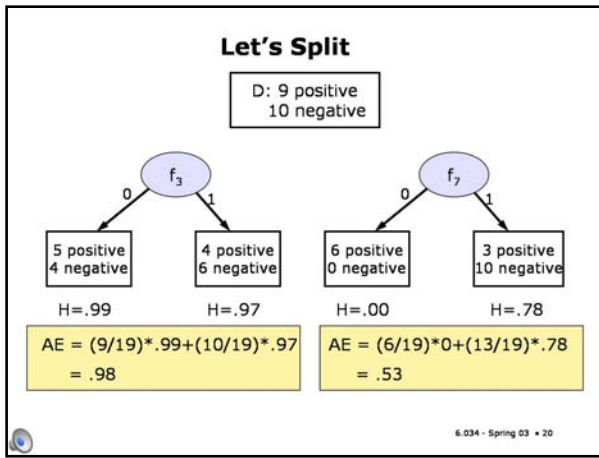 Let's Split
D: 9 positive
10 negative
f3
0
1
5 positive
4 negative
4 positive
6 negative
H=.99
H=.97
AE = (9/19)*.99+(10/19)*.97
= .98
f7
0
1
6 positive
0 negative
3 positive
10 negative
H=.00
H=.78
AE = (6/19)*0+(13/19)*.78
= .53
6.034 - Spring 03 • 20